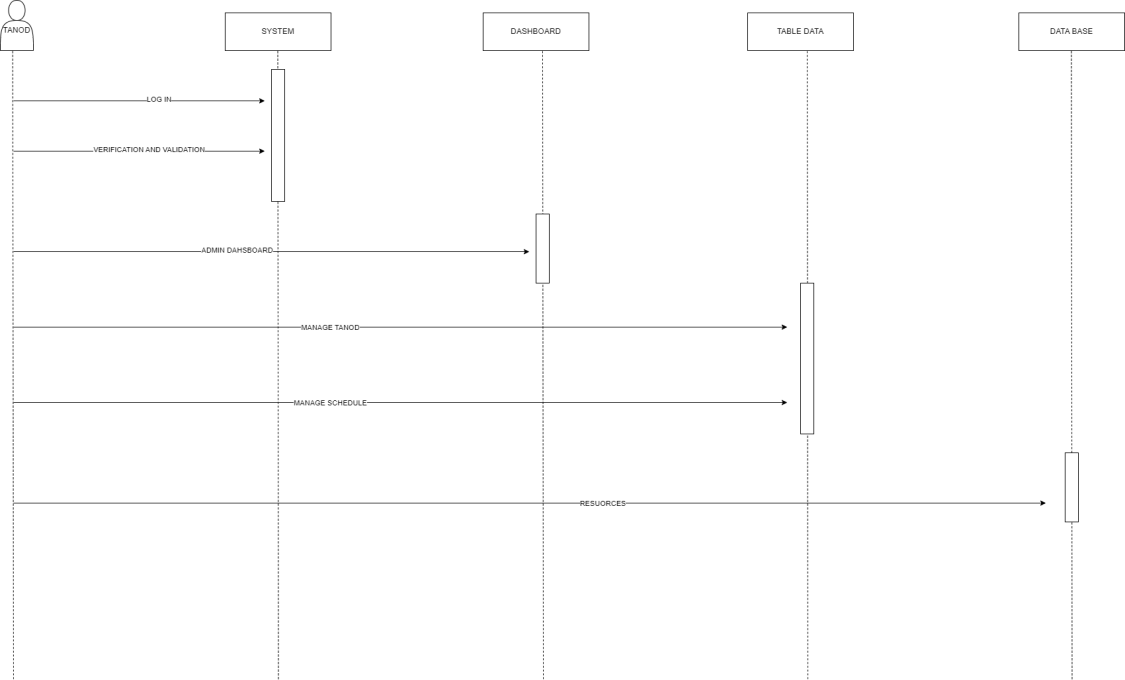 TANOD
SYSTEM
DASHBOARD
TABLE DATA
DATA BASE
LOG IN
VERIFICATION AND VALIDATION
ADMIN DAHSBOARD
MANAGE TANOD
MANAGE SCHEDULE
RESUORCES